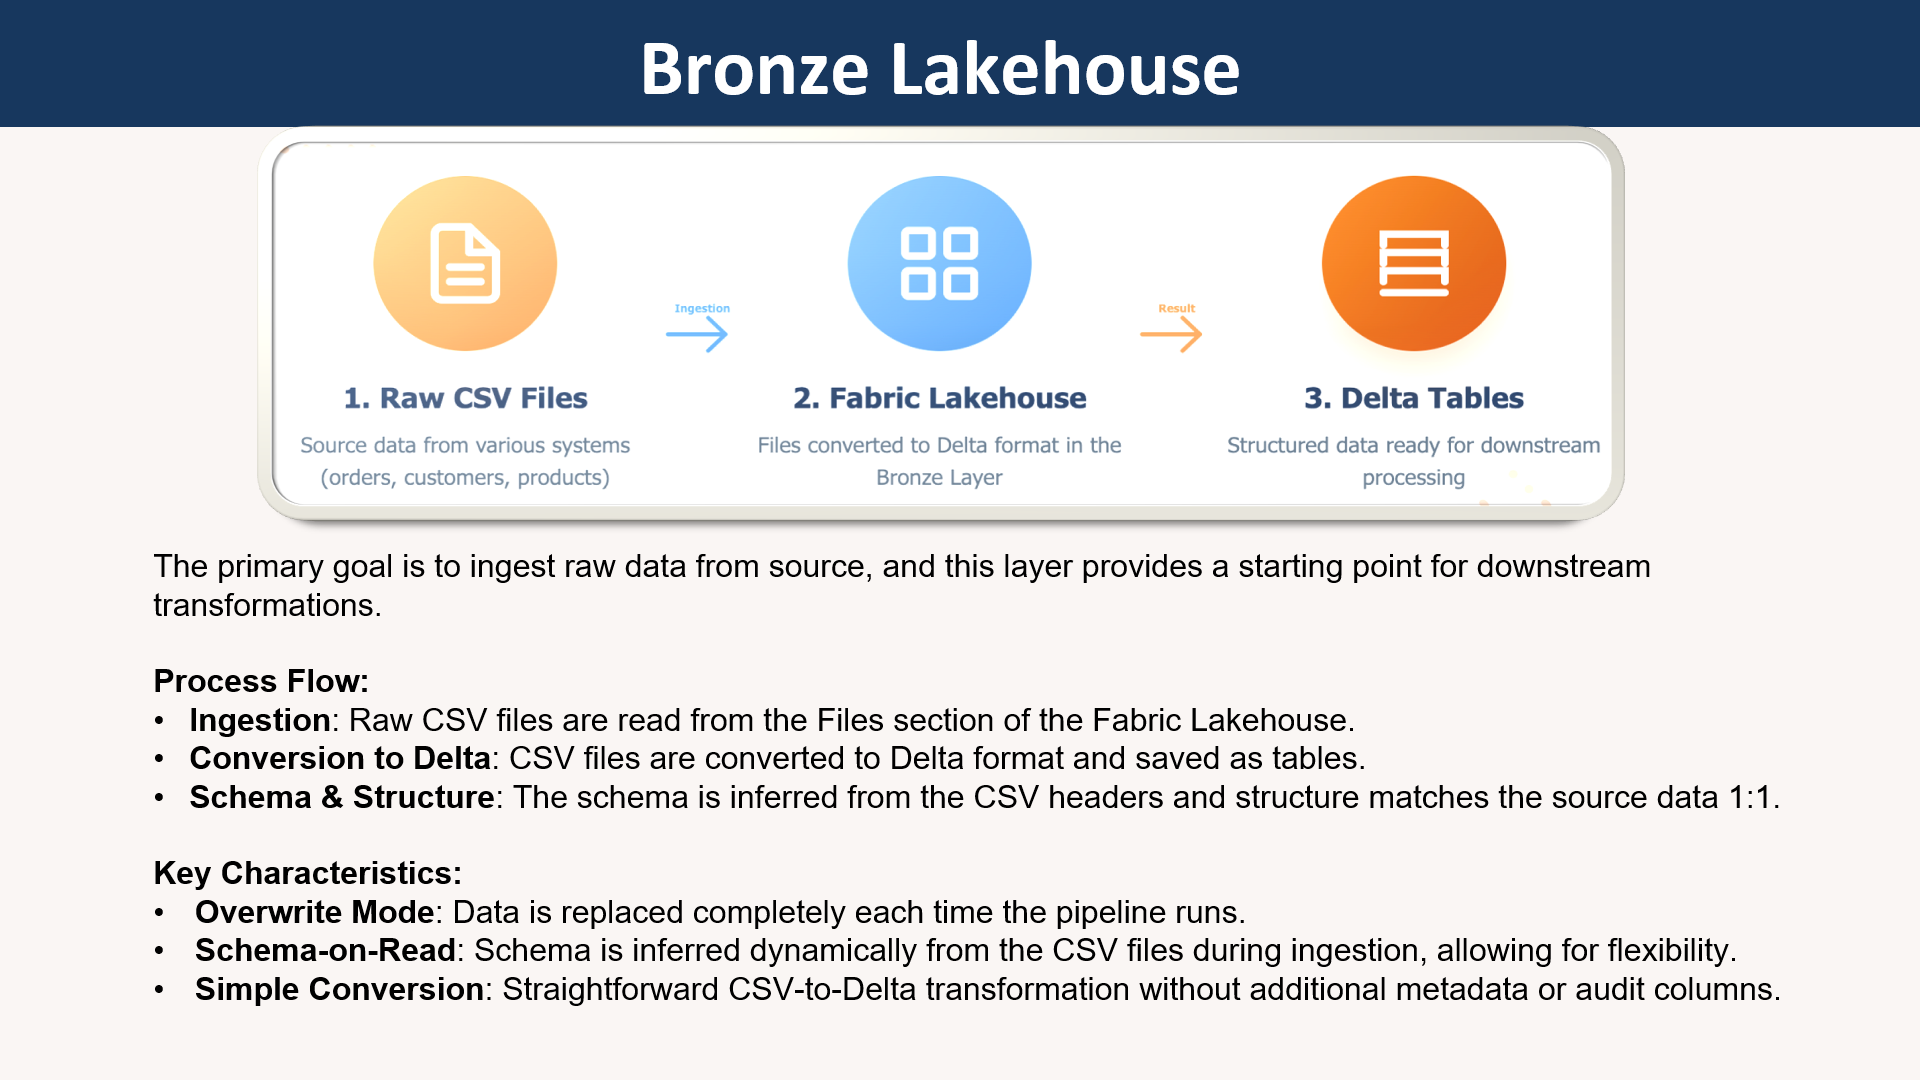 Bronze Lakehouse
Ingestion
Result
1. Raw CSV Files
Source data from various systems
(orders, customers, products)
2. Fabric Lakehouse
Files converted to Delta format in the
Bronze Layer
3. Delta Tables
Structured data ready for downstream
processing
The primary goal is to ingest raw data from source, and this layer provides a starting point for downstream
transformations.
Process Flow:
• Ingestion: Raw CSV files are read from the Files section of the Fabric Lakehouse.
• Conversion to Delta: CSV files are converted to Delta format and saved as tables.
• Schema & Structure: The schema is inferred from the CSV headers and structure matches the source data 1:1.
Key Characteristics:
• Overwrite Mode: Data is replaced completely each time the pipeline runs.
• Schema-on-Read: Schema is inferred dynamically from the CSV files during ingestion, allowing for flexibility.
• Simple Conversion: Straightforward CSV-to-Delta transformation without additional metadata or audit columns.